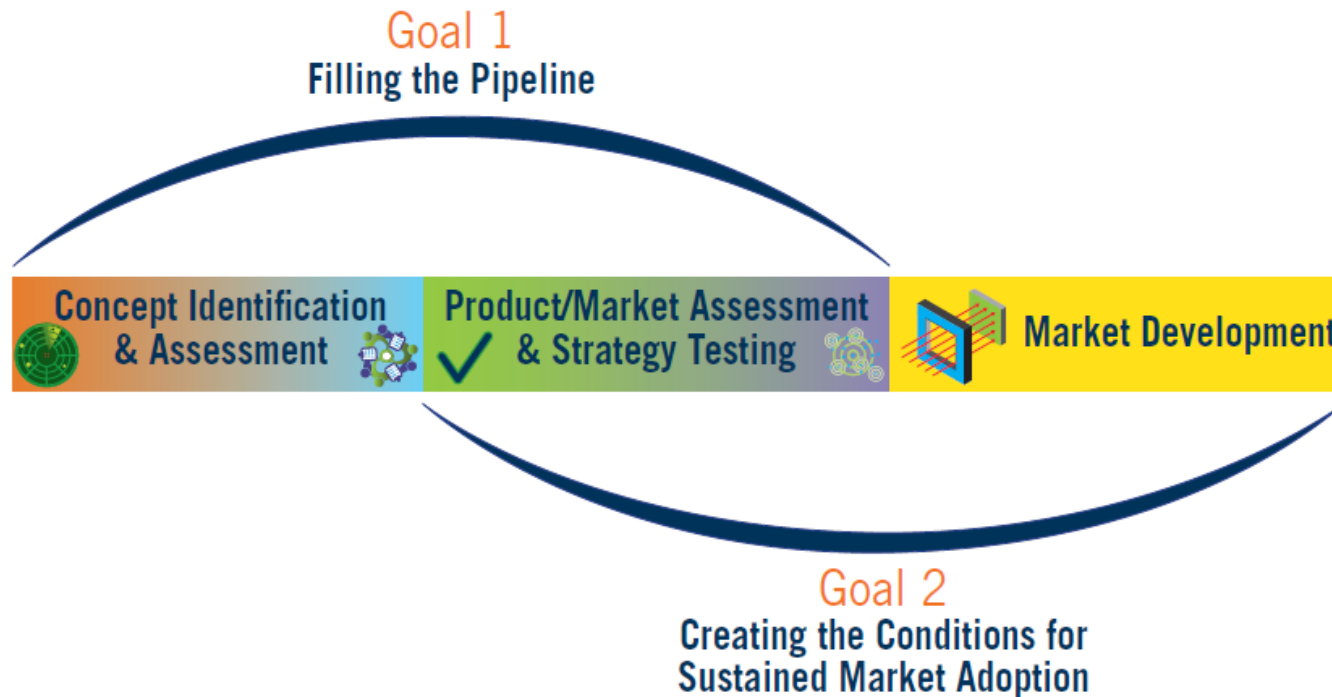 Goal 1
Filling the Pipeline
Concept Identification
& Assessment
Product/Market Assessment
& Strategy Testing
Market Development
Goal 2
Creating the Conditions for
Sustained Market Adoption